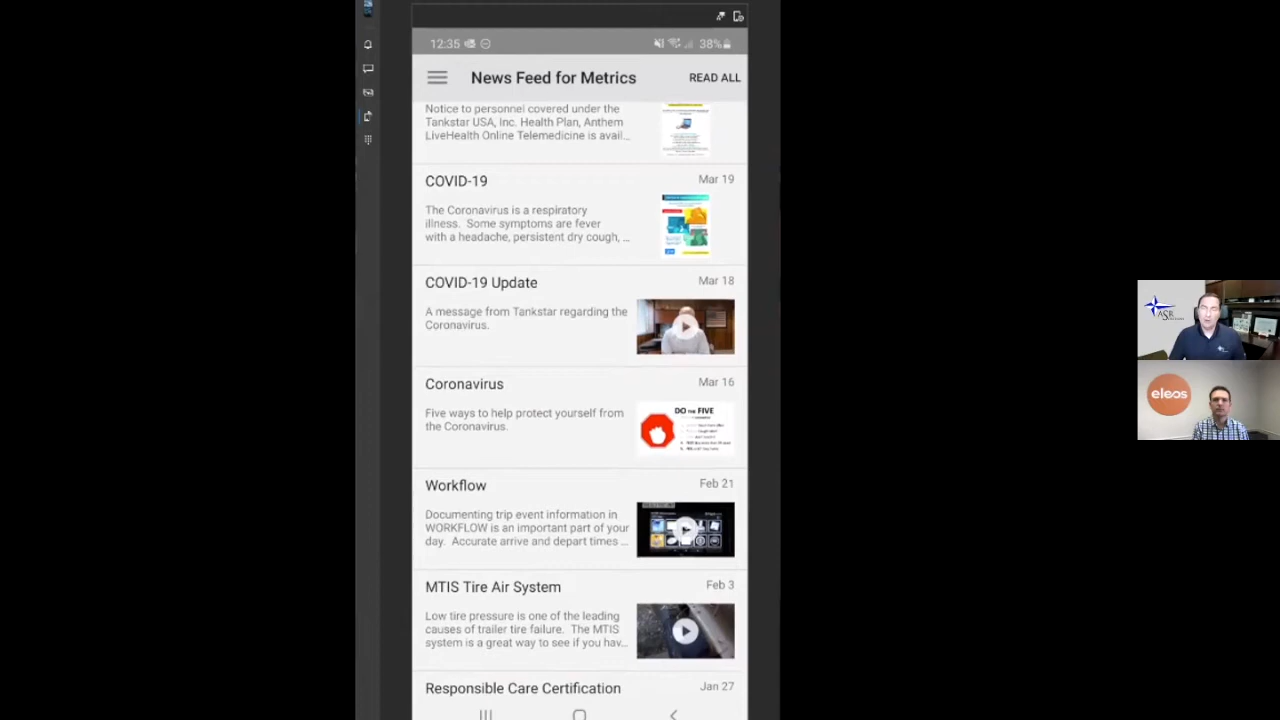 12:35
38%
News Feed for Metrics
READ ALL
Notice to personnel covered under the
Tankstar USA, Inc. Health Plan, Anthem
LiveHealth Online Telemedicine is avail...
COVID-19
Mar 19
The Coronavirus is a respiratory
illness. Some symptoms are fever
with a headache, persistent dry cough, ...
COVID-19 Update
Mar 18
A message from Tankstar regarding the
Coronavirus.
Coronavirus
Mar 16
Five ways to help protect yourself from
the Coronavirus.
DO THE FIVE
Workflow
Feb 21
Documenting trip event information in
WORKFLOW is an important part of your
day. Accurate arrive and depart times ...
MTIS Tire Air System
Feb 3
Low tire pressure is one of the leading
causes of trailer tire failure. The MTIS
system is a great way to see if you hav...
Responsible Care Certification
Jan 27
ASR
eleos